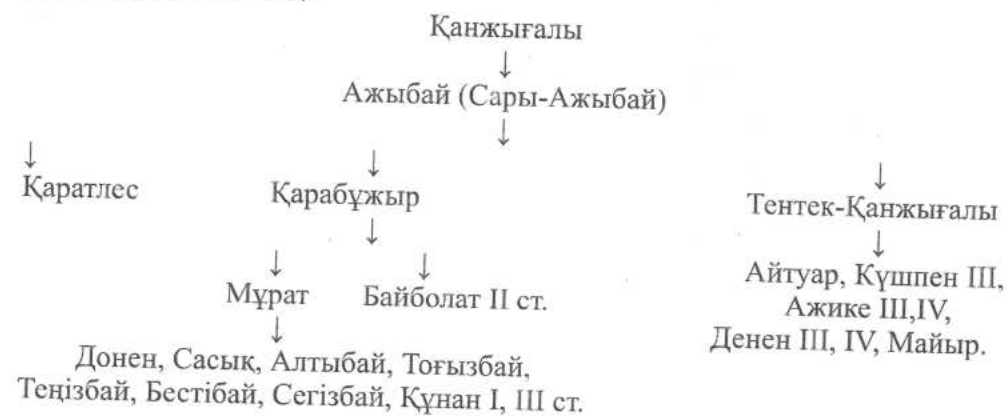 Қанжығалы
↓
Ажыбай (Сары-Ажыбай)
↓
↓ ↓ ↓
Қаратлес Қарабұжыр Тентек-Қанжығалы
↓ ↓
↓ ↓
Мұрат Байболат II ст.
↓
Айтуар, Күшпен III,
Ажике III,IV,
Денен III, IV, Майыр.
Донен, Сасық, Алтыбай, Тоғызбай,
Теңізбай, Бестібай, Сегізбай, Құнан I, III ст.